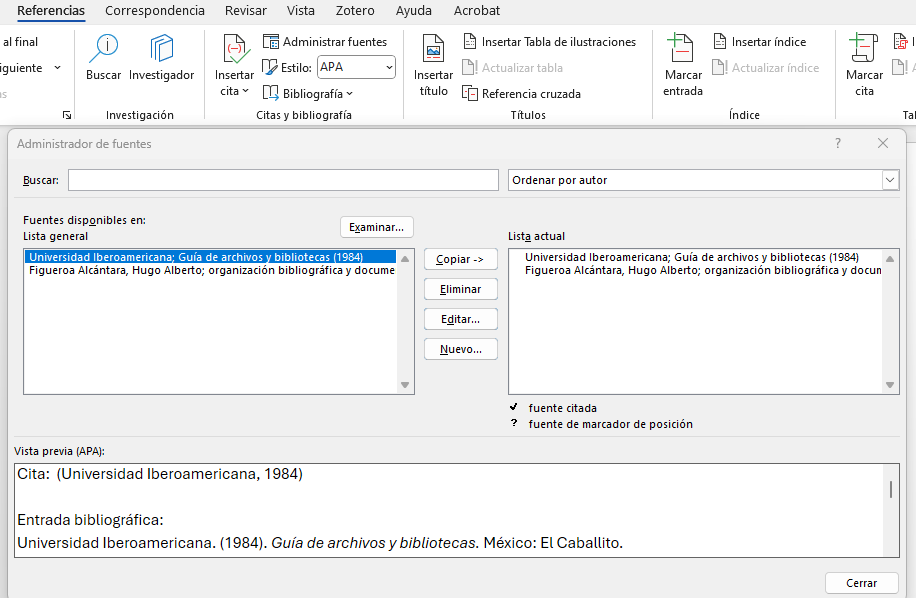 Referencias Correspondencia Revisar Vista Zotero Ayuda Acrobat
al final
iguiente
as
Buscar
Investigador
Investigación
Insertar
cita
Administrar fuentes
Estilo: APA
Bibliografía
Citas y bibliografía
Insertar
título
Insertar Tabla de ilustraciones
Actualizar tabla
Referencia cruzada
Títulos
Marcar
entrada
Insertar índice
Actualizar índice
Índice
Marcar
cita
Tal
Administrador de fuentes ?
Buscar:
Ordenar por autor
Fuentes disponibles en:
Lista general
Examinar...
Lista actual
Universidad Iberoamericana; Guía de archivos y bibliotecas (1984)
Figueroa Alcántara, Hugo Alberto; organización bibliográfica y docume
Copiar ->
Eliminar
Editar...
Nuevo...
Universidad Iberoamericana; Guía de archivos y bibliotecas (1984)
Figueroa Alcántara, Hugo Alberto; organización bibliográfica y docum
fuente citada
? fuente de marcador de posición
Vista previa (APA):
Cita: (Universidad Iberoamericana, 1984)
Entrada bibliográfica:
Universidad Iberoamericana. (1984). Guía de archivos y bibliotecas. México: El Caballito.
Cerrar